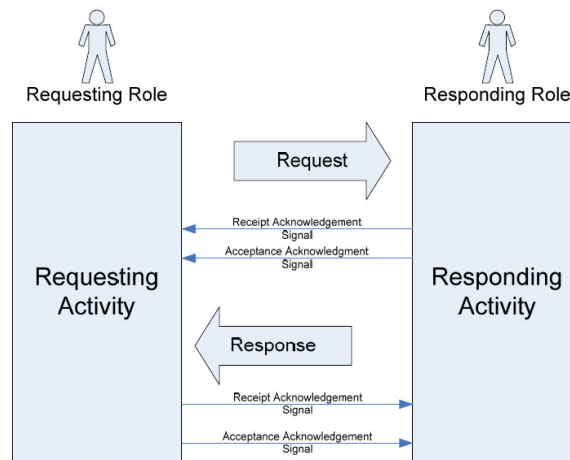 Requesting Role
Responding Role
Request
Receipt Acknowledgement
Signal
Acceptance Acknowledgment
Signal
Requesting
Activity
Responding
Activity
Response
Receipt Acknowledgement
Signal
Acceptance Acknowledgement
Signal